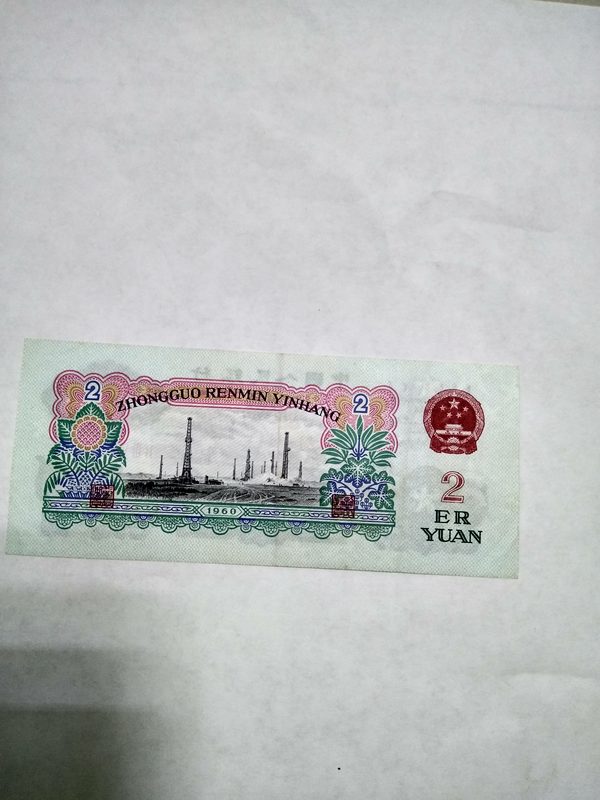 2
ZHONGGUO RENMIN YINHANG
2
1960
2
ER
YUAN